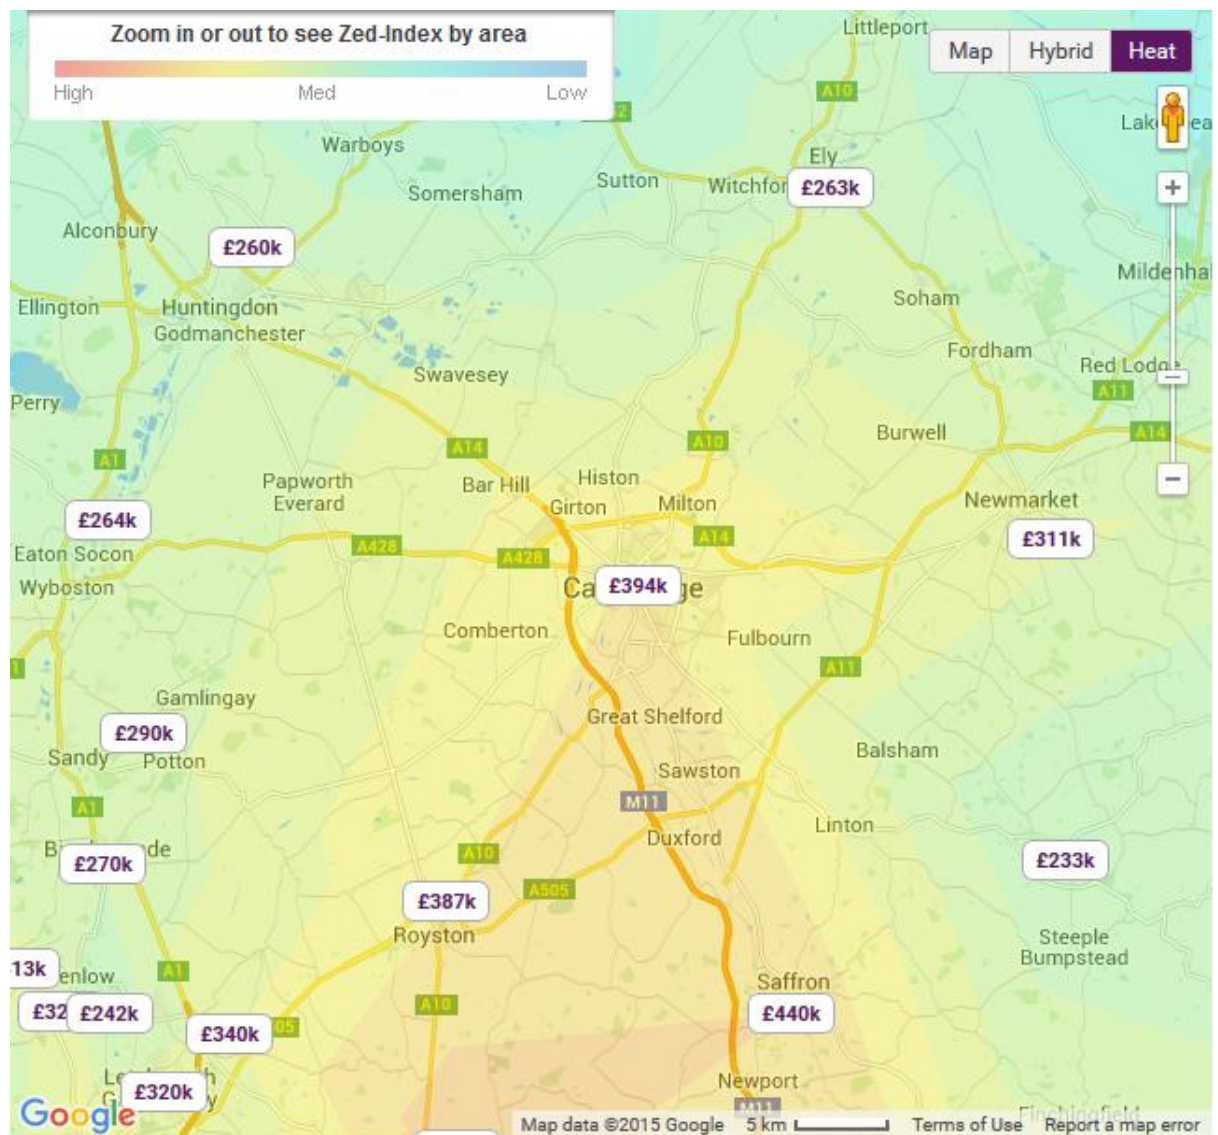 Zoom in or out to see Zed-Index by area
High Med Low
Map Hybrid Heat
Littleport
A10
Warboys
Ely
Somersham
Sutton
£263k
Alconbury
£260k
Ellington
Huntingdon
Godmanchester
Soham
Fordham
Swavesey
Red Lodge
Perry
A11
Burwell
A14
A10
A14
A1
Papworth
Everard
Bar Hill
Histon
Girton
Milton
Newmarket
£264k
A14
£311k
Eaton Socon
A428
A428
Wyboston
£394k
Comberton
Fulbourn
A11
Gamlingay
Great Shelford
£290k
Balsham
Sandy
Potton
Sawston
A1
M11
Linton
Duxford
£270k
A10
£233k
A505
£387k
Royston
Steeple
Bumpstead
A1
Saffron
A10
£242k
£440k
£340k
Newport
£320k
M11
Finchingfield
Google
Map data ©2015 Google 5 km Terms of Use Report a map error